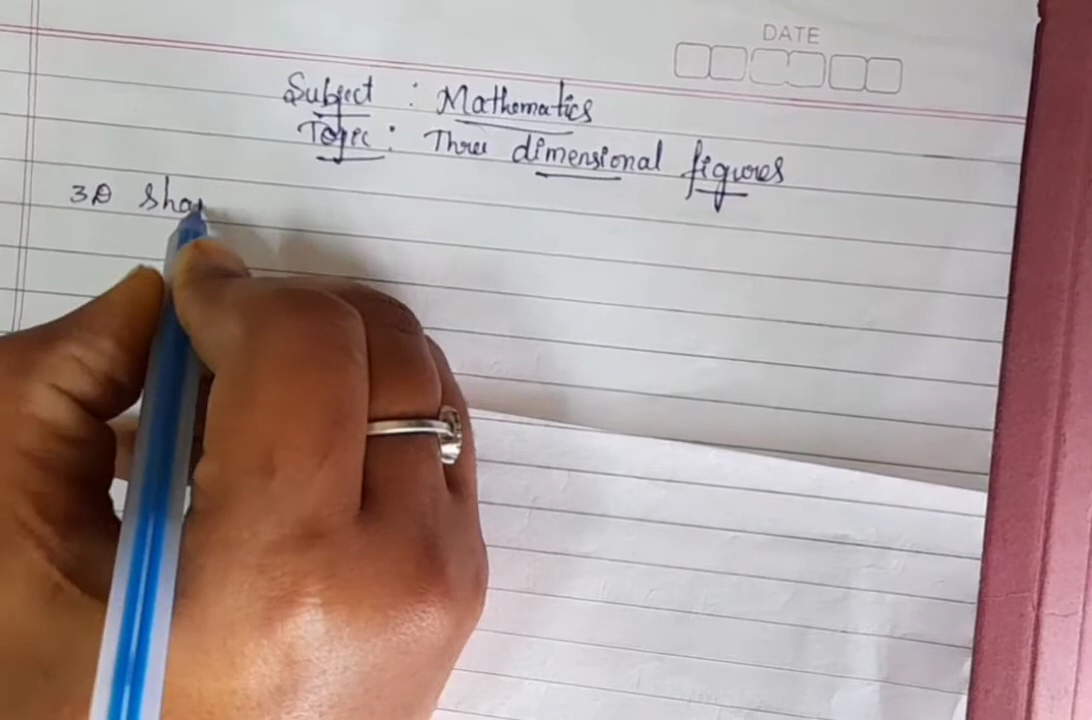 DATE
Subject : Mathematics
Topic : Three dimensional figures
3D sha